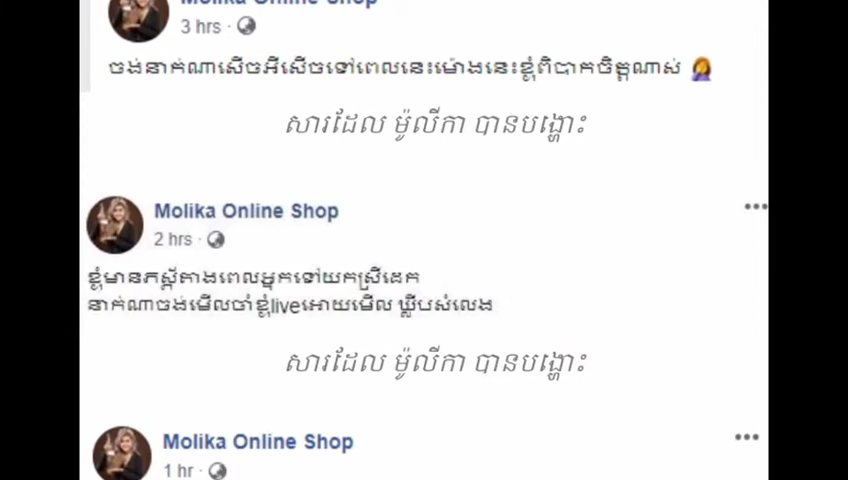 Molika Online Shop
3 hrs ·
ចង់នាក់ណាសើចអីសើចទៅពេលនេះម៉ោងនេះខ្ញុំពិបាកចិត្តណាស់ 🤦‍♀️
សារដែល ម៉ូលីកា បានបង្ហោះ
Molika Online Shop
2 hrs ·
ខ្ញុំមានភស្ត័តាងពេលអ្នកទៅយកស្រីដេក
នាក់ណាចង់មើលចាំខ្ញុំliveអោយមើល ឃ្លីបសំលេង
សារដែល ម៉ូលីកា បានបង្ហោះ
Molika Online Shop
1 hr ·